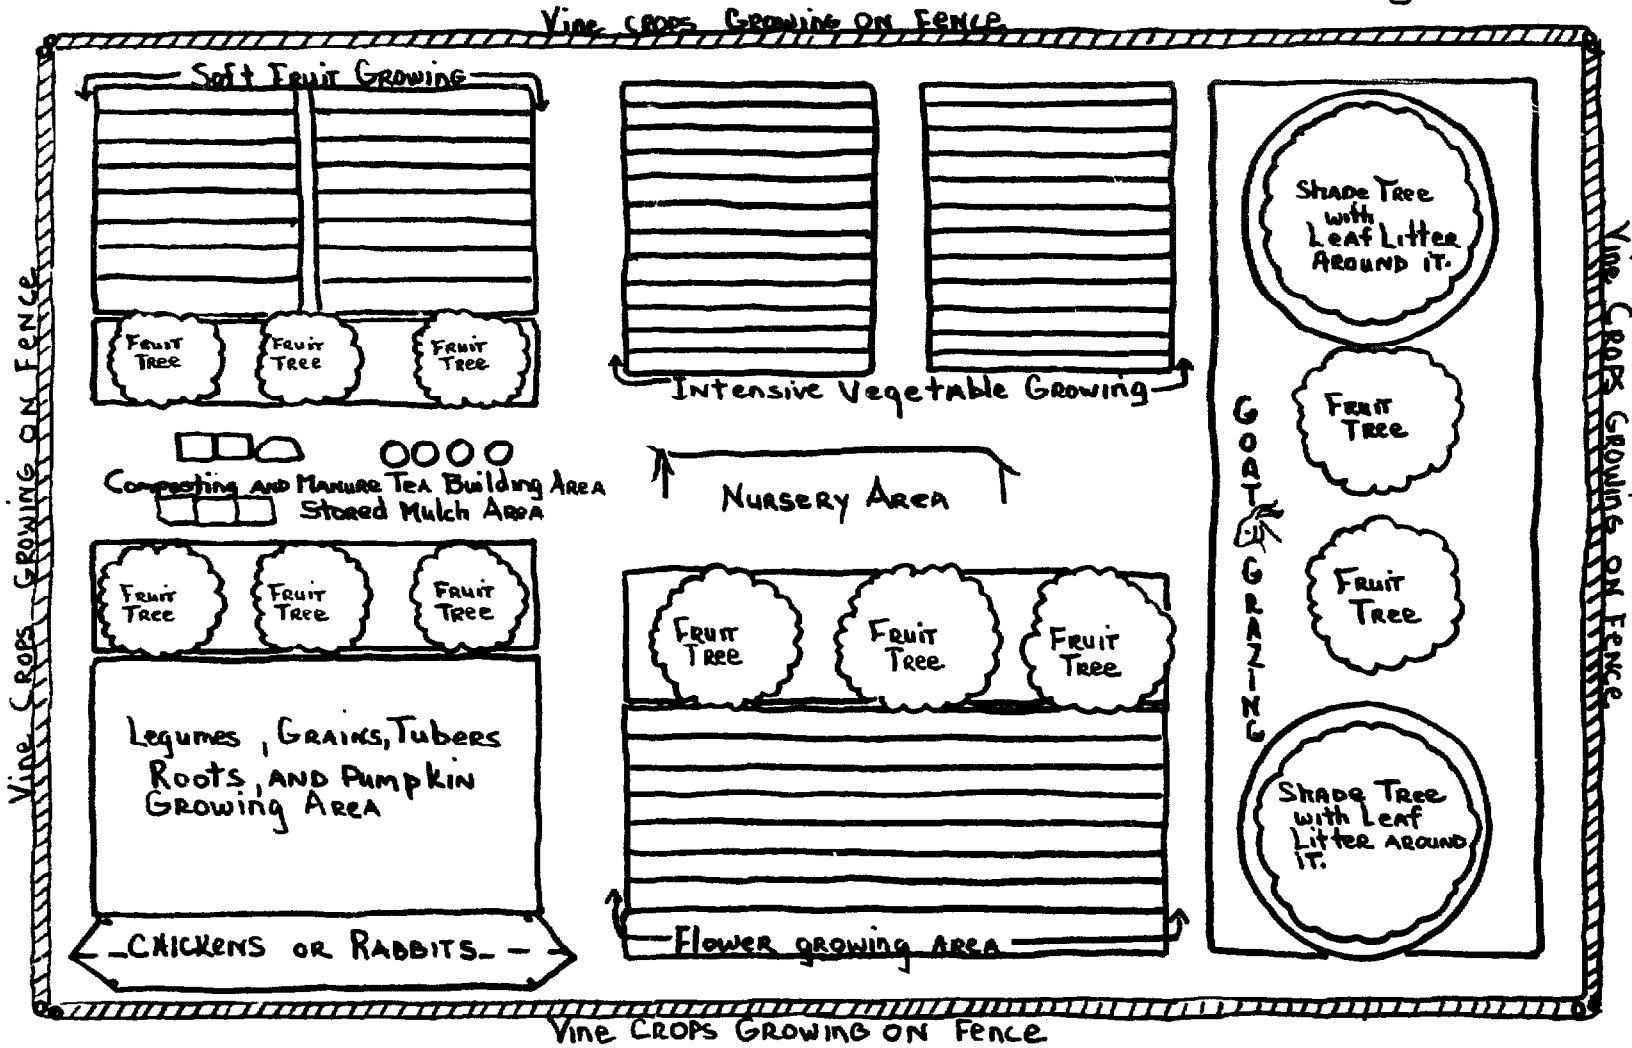 Vine Crops Growing on Fence
Soft Fruit Growing
Fruit
Tree
Fruit
Tree
Fruit
Tree
Composting and Manure Tea Building Area
Stored Mulch Area
Fruit
Tree
Fruit
Tree
Fruit
Tree
Legumes, Grains, Tubers
Roots, and Pumpkin
Growing Area
Chickens or Rabbits
Intensive Vegetable Growing
Nursery Area
Fruit
Tree
Fruit
Tree
Fruit
Tree
Flower growing area
Shade Tree
with
Leaf Litter
Around it.
Fruit
Tree
Goat Grazing
Fruit
Tree
Shade Tree
with Leaf
Litter around
it.
Vine Crops Growing on Fence
Vine Crops Growing on Fence
Vine Crops Growing on Fence